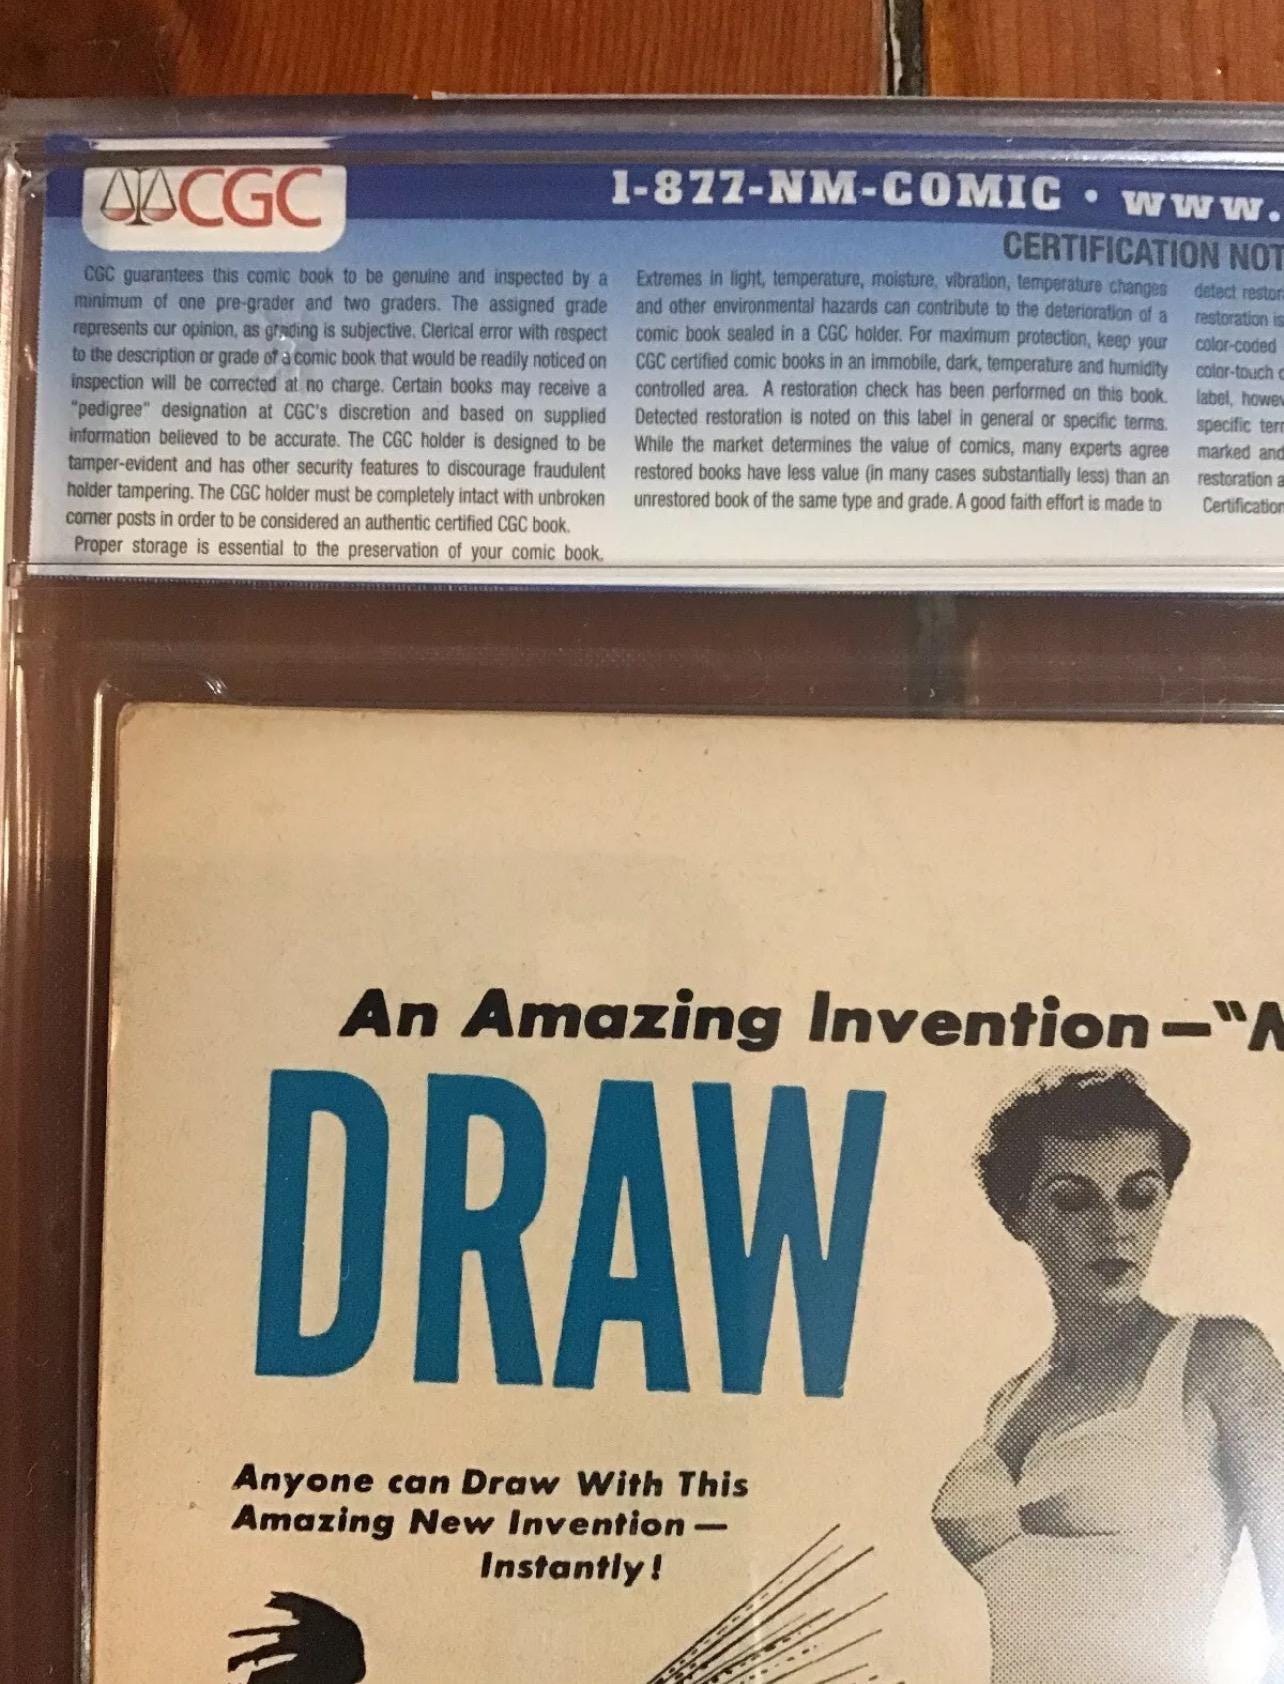 CGC
1-877-NM-COMIC • www.
CERTIFICATION NOT
CGC guarantees this comic book to be genuine and inspected by a
minimum of one pre-grader and two graders. The assigned grade
represents our opinion, as grading is subjective. Clerical error with respect
to the description or grade of a comic book that would be readily noticed on
inspection will be corrected at no charge. Certain books may receive a
"pedigree" designation at CGC's discretion and based on supplied
information believed to be accurate. The CGC holder is designed to be
tamper-evident and has other security features to discourage fraudulent
holder tampering. The CGC holder must be completely intact with unbroken
corner posts in order to be considered an authentic certified CGC book.
Proper storage is essential to the preservation of your comic book.
Extremes in light, temperature, moisture, vibration, temperature changes
and other environmental hazards can contribute to the deterioration of a
comic book sealed in a CGC holder. For maximum protection, keep your
CGC certified comic books in an immobile, dark, temperature and humidity
controlled area. A restoration check has been performed on this book.
Detected restoration is noted on this label in general or specific terms.
While the market determines the value of comics, many experts agree
restored books have less value (in many cases substantially less) than an
unrestored book of the same type and grade. A good faith effort is made to
detect restor
restoration is
color-coded
color-touch
label, howev
specific terr
marked and
restoration a
Certification
An Amazing Invention—"
DRAW
Anyone can Draw With This
Amazing New Invention—
Instantly!